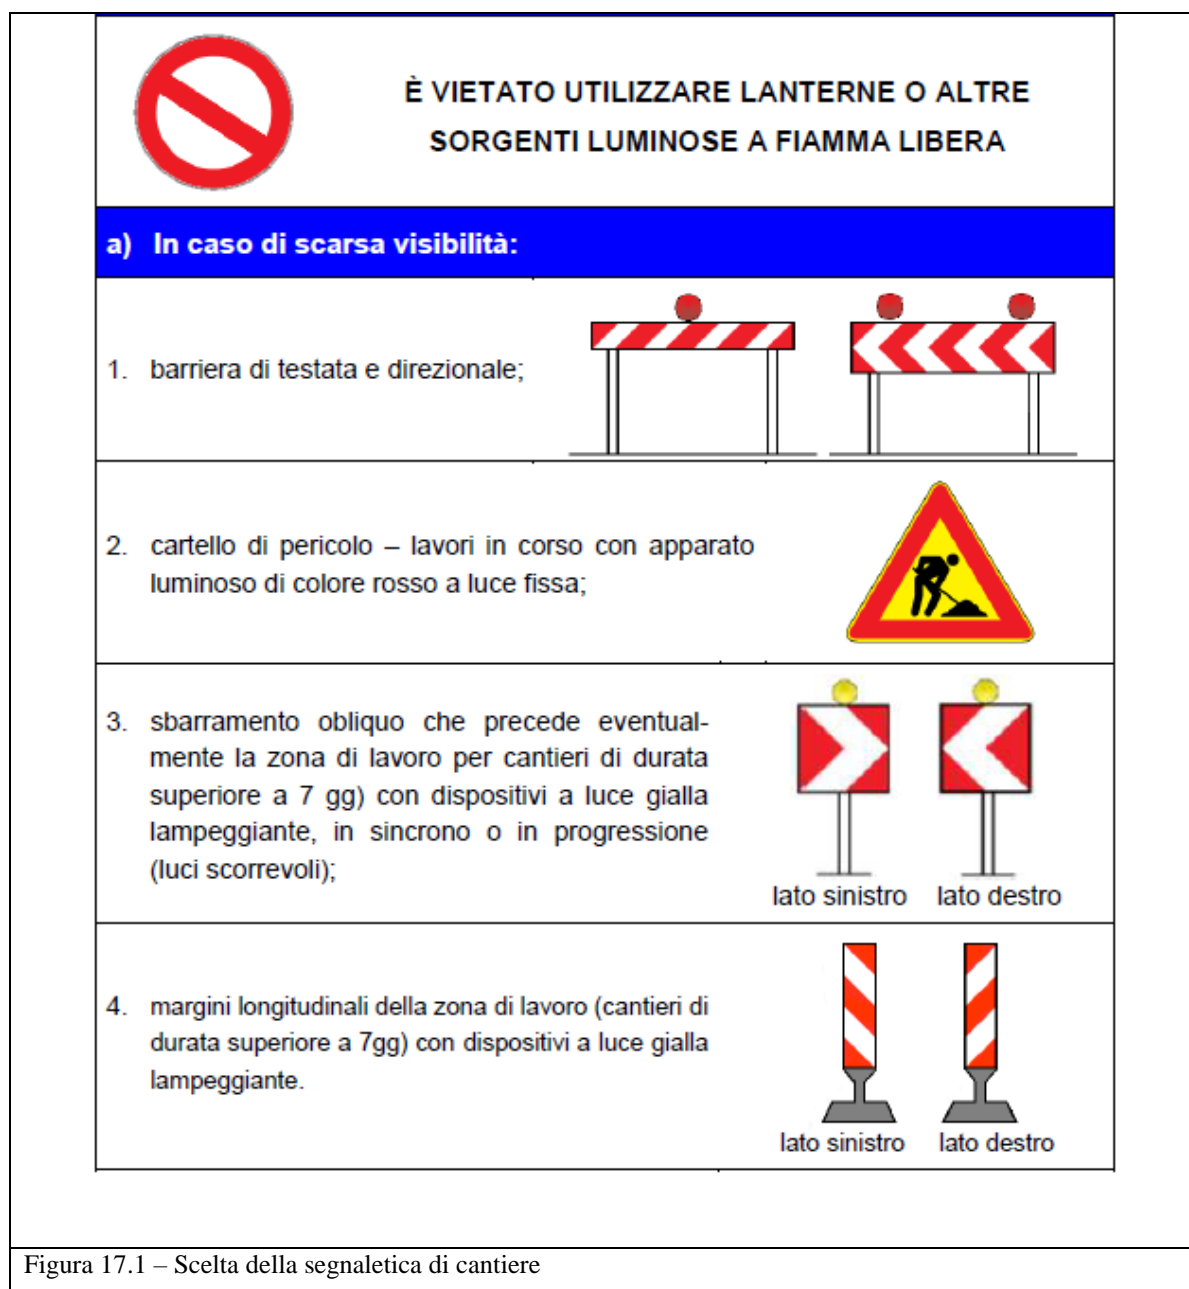 È VIETATO UTILIZZARE LANTERNE O ALTRE
SORGENTI LUMINOSE A FIAMMA LIBERA
a) In caso di scarsa visibilità:
1. barriera di testata e direzionale;
2. cartello di pericolo – lavori in corso con apparato
luminoso di colore rosso a luce fissa;
3. sbarramento obliquo che precede eventual-
mente la zona di lavoro per cantieri di durata
superiore a 7 gg) con dispositivi a luce gialla
lampeggiante, in sincrono o in progressione
(luci scorrevoli);
lato sinistro lato destro
4. margini longitudinali della zona di lavoro (cantieri di
durata superiore a 7gg) con dispositivi a luce gialla
lampeggiante.
lato sinistro lato destro
Figura 17.1 – Scelta della segnaletica di cantiere